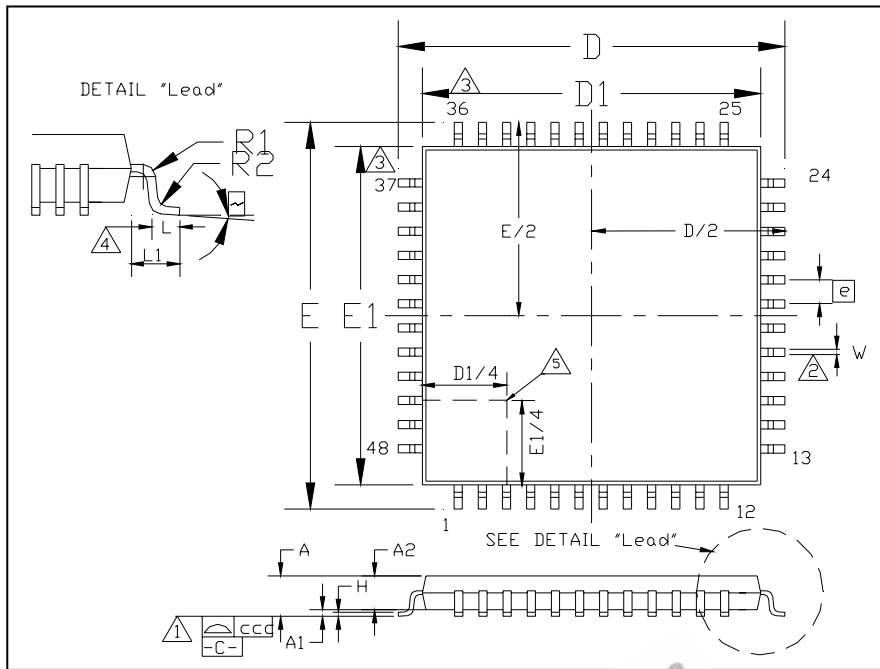 D
DETAIL "Lead"
3
D1
36
25
R1
R2
3
37
24
4
L
L1
E/2
D/2
e
E
E1
W
2
D1/4
5
E1/4
48
13
1
12
SEE DETAIL "Lead"
A
A2
H
1
ccc
A1
-C-